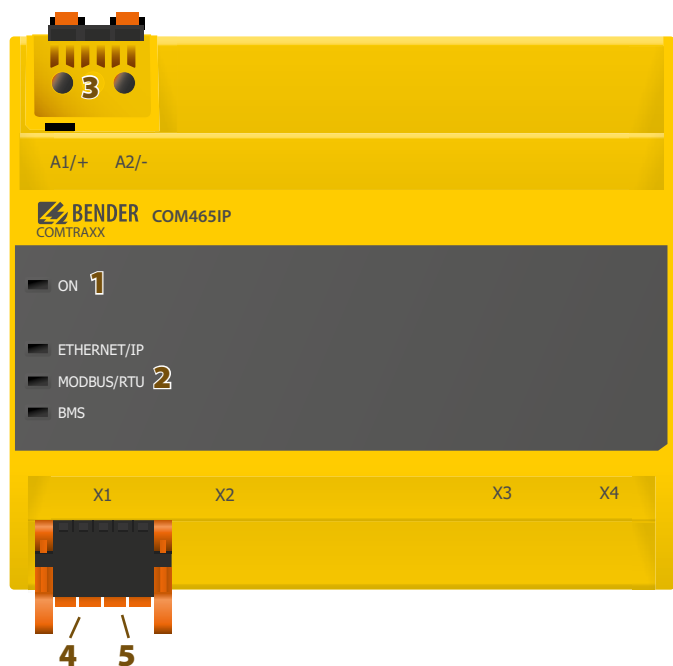 3
A1/+ A2/-
BENDER COM465IP
COMTRAXX
ON 1
ETHERNET/IP
MODBUS/RTU 2
BMS
X1 X2 X3 X4
4 5